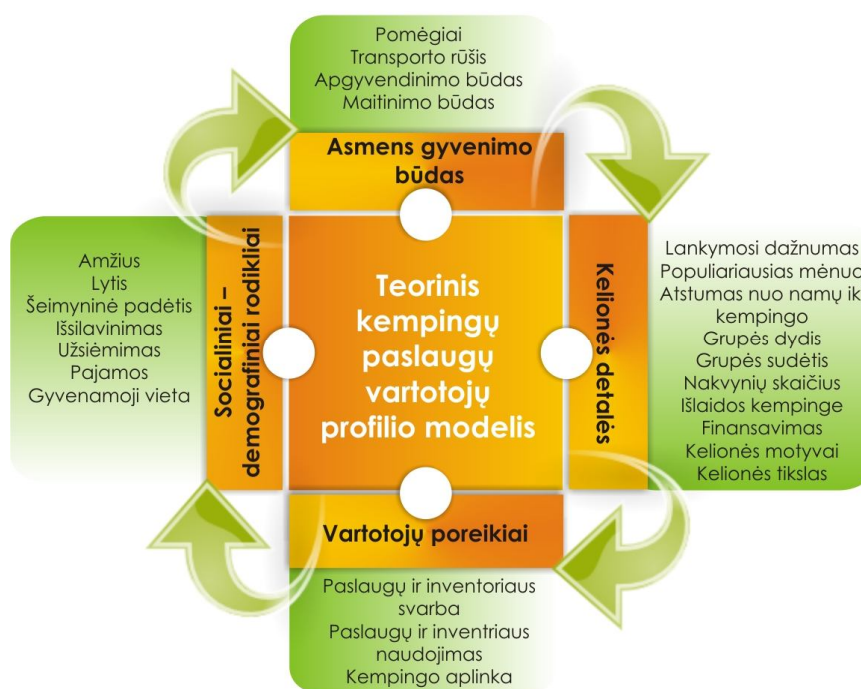 Pomėgiai
Transporto rūšis
Apgyvendinimo būdas
Maitinimo būdas
Asmens gyvenimo
būdas
Amžius
Lytis
Šeimyninė padėtis
Išsilavinimas
Užsiėmimas
Pajamos
Gyvenamoji vieta
Socialiniai –
demografiniai rodikliai
Teorinis
kempingų
paslaugų
vartotojų
profilio modelis
Kelionės detalės
Lankymosi dažnumas
Populiariausias mėnuo
Atstumas nuo namų ik
kempingo
Grupės dydis
Grupės sudėtis
Nakvynių skaičius
Išlaidos kempinge
Finansavimas
Kelionės motyvai
Kelionės tikslas
Vartotojų poreikiai
Paslaugų ir inventoriaus
svarba
Paslaugų ir inventriaus
naudojimas
Kempingo aplinka